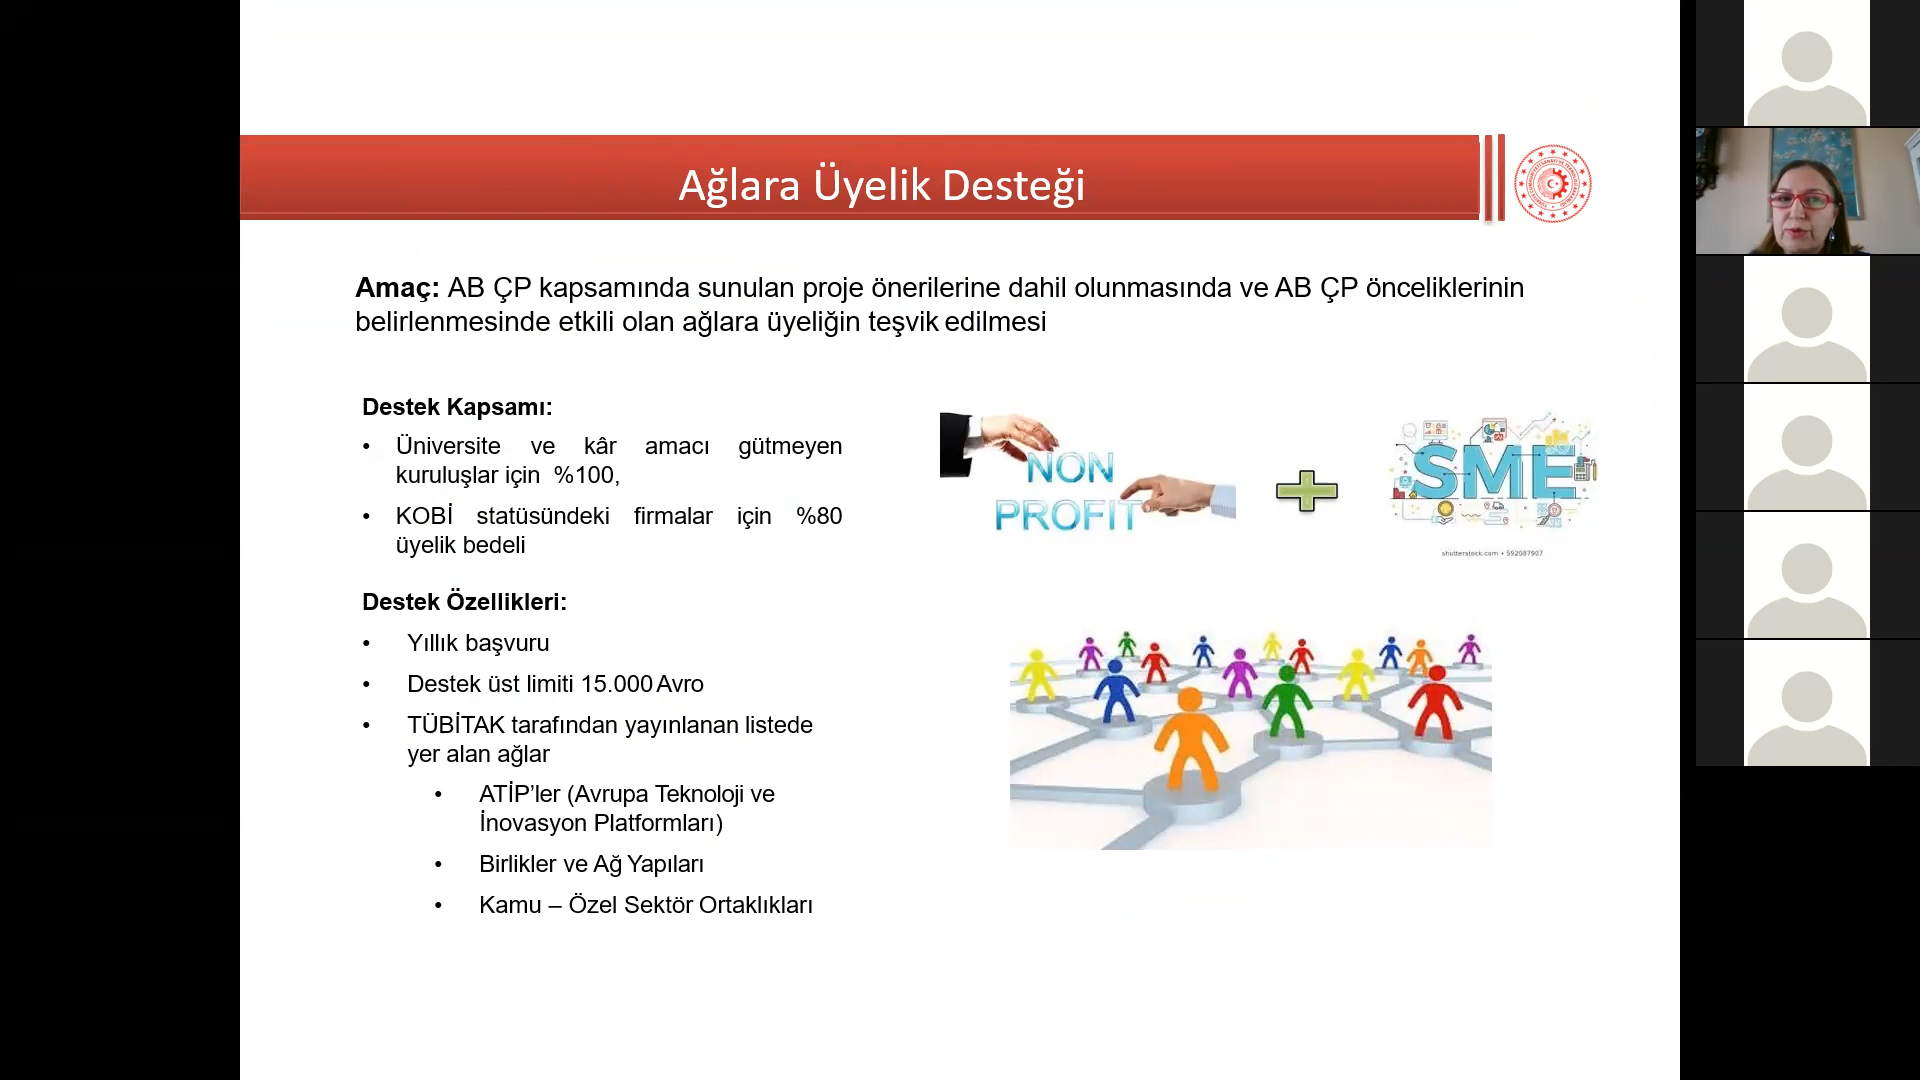 Ağlara Üyelik Desteği
Amaç: AB ÇP kapsamında sunulan proje önerilerine dahil olunmasında ve AB ÇP önceliklerinin
belirlenmesinde etkili olan ağlara üyeliğin teşvik edilmesi
Destek Kapsamı:
• Üniversite ve kâr amacı gütmeyen
kuruluşlar için %100,
• KOBİ statüsündeki firmalar için %80
üyelik bedeli
NON
PROFIT
SME
shutterstock.com • 592087907
Destek Özellikleri:
• Yıllık başvuru
• Destek üst limiti 15.000 Avro
• TÜBİTAK tarafından yayınlanan listede
yer alan ağlar
• ATİP’ler (Avrupa Teknoloji ve
İnovasyon Platformları)
• Birlikler ve Ağ Yapıları
• Kamu – Özel Sektör Ortaklıkları